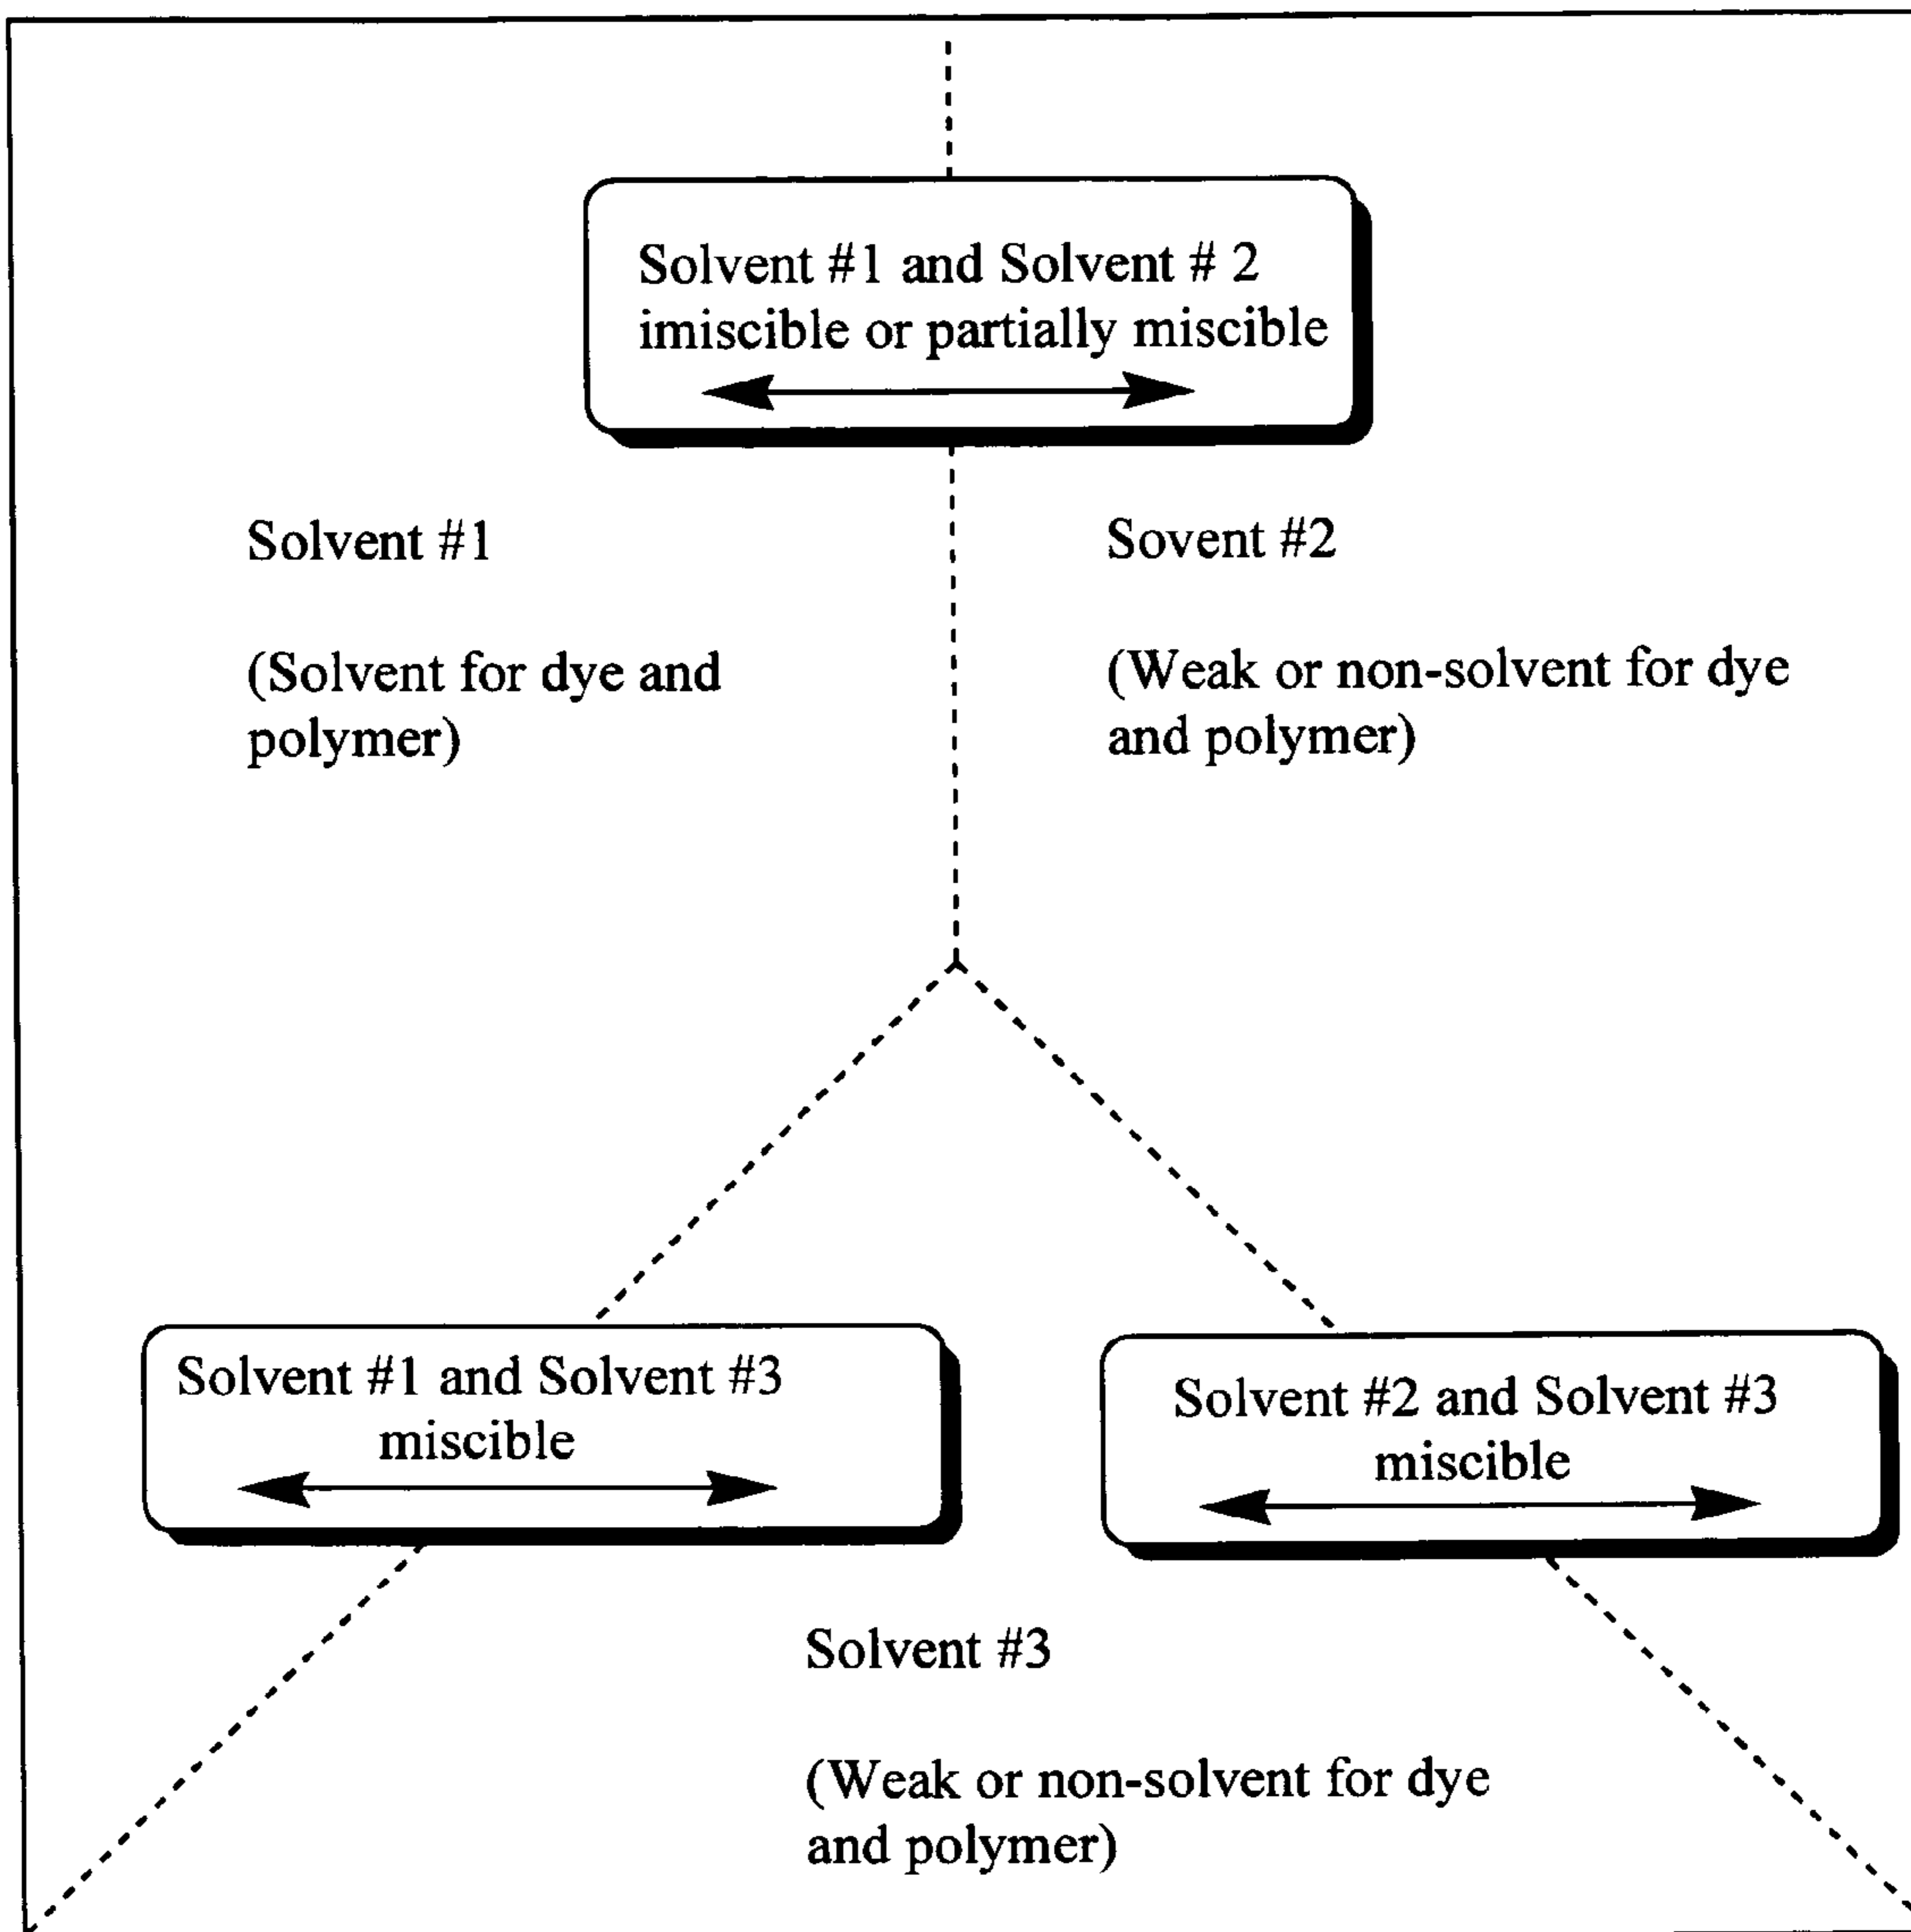 Solvent #1 and Solvent # 2
imiscible or partially miscible
Solvent #1
(Solvent for dye and
polymer)
Sovent #2
(Weak or non-solvent for dye
and polymer)
Solvent #1 and Solvent #3
miscible
Solvent #2 and Solvent #3
miscible
Solvent #3
(Weak or non-solvent for dye
and polymer)